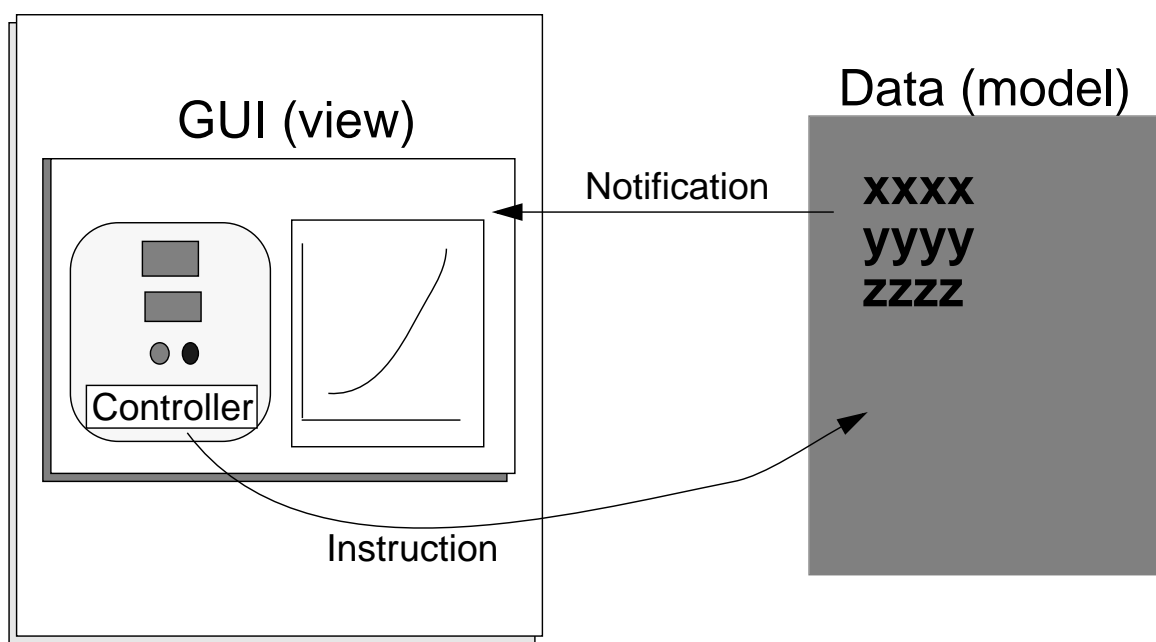 GUI (view)
Controller
Notification
Instruction
Data (model)
xxxx
yyyy
zzzz